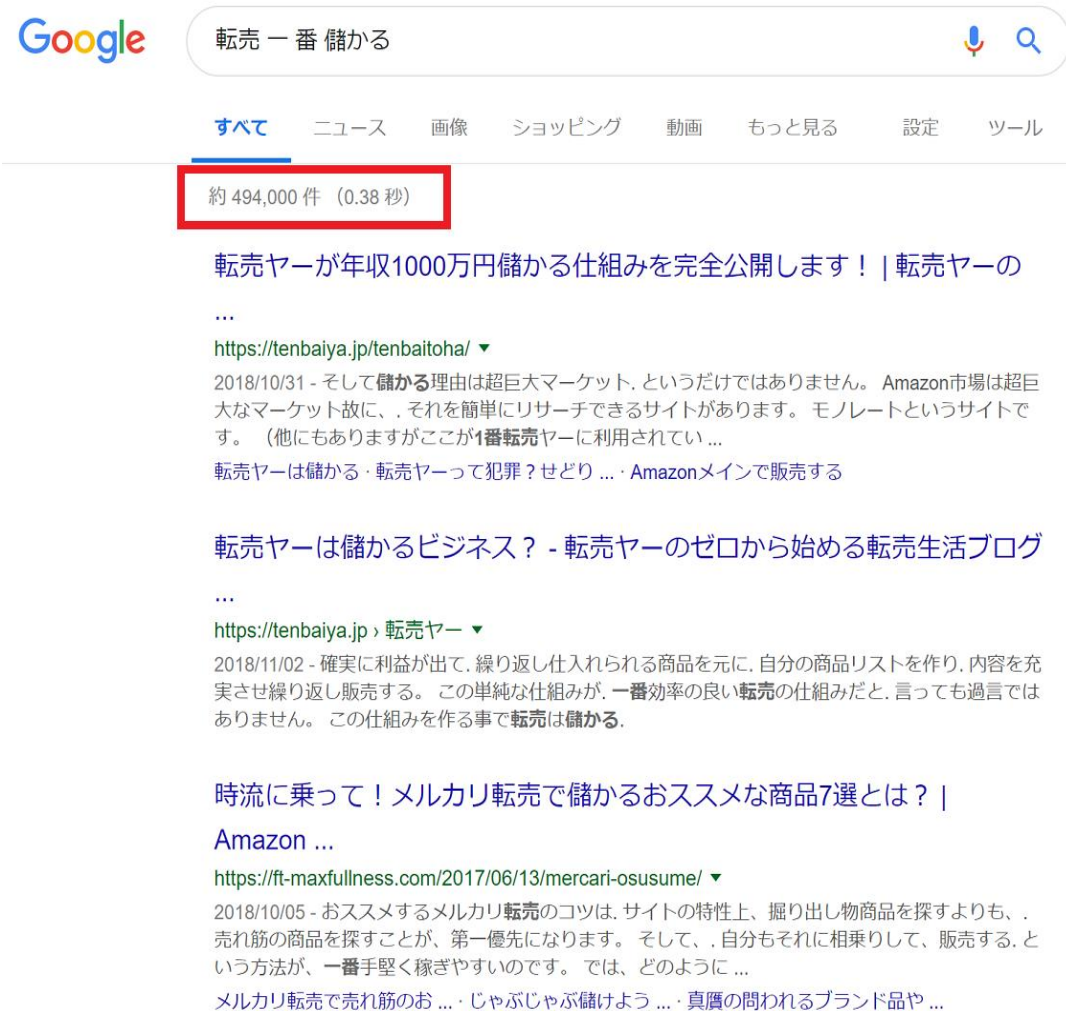 Google
転売 一 番 儲かる
すべて ニュース 画像 ショッピング 動画 もっと見る 設定 ツール
約 494,000 件 （0.38 秒）
転売ヤーが年収1000万円儲かる仕組みを完全公開します！ | 転売ヤーの
...
https://tenbaiya.jp/tenbaitoha/
2018/10/31 - そして儲かる理由は超巨大マーケット. というだけではありません。 Amazon市場は超巨
大なマーケット故に、. それを簡単にリサーチできるサイトがあります。 モノレートというサイトで
す。 （他にもありますがここが1番転売ヤーに利用されてい ...
転売ヤーは儲かる · 転売ヤーって犯罪？せどり ... · Amazonメインで販売する
転売ヤーは儲かるビジネス？ - 転売ヤーのゼロから始める転売生活ブログ
...
https://tenbaiya.jp › 転売ヤー
2018/11/02 - 確実に利益が出て. 繰り返し仕入れられる商品を元に. 自分の商品リストを作り. 内容を充
実させ繰り返し販売する。 この単純な仕組みが. 一番効率の良い転売の仕組みだと. 言っても過言では
ありません。 この仕組みを作る事で転売は儲かる.
時流に乗って！メルカリ転売で儲かるおススメな商品7選とは？ |
Amazon ...
https://ft-maxfullness.com/2017/06/13/mercari-osusume/
2018/10/05 - おススメするメルカリ転売のコツは. サイトの特性上、掘り出し物商品を探すよりも、.
売れ筋の商品を探すことが、第一優先になります。 そして、. 自分もそれに相乗りして、販売する. と
いう方法が、一番手堅く稼ぎやすいのです。 では、どのように ...
メルカリ転売で売れ筋のお ... · じゃぶじゃぶ儲けよう ... · 真贋の問われるブランド品や ...